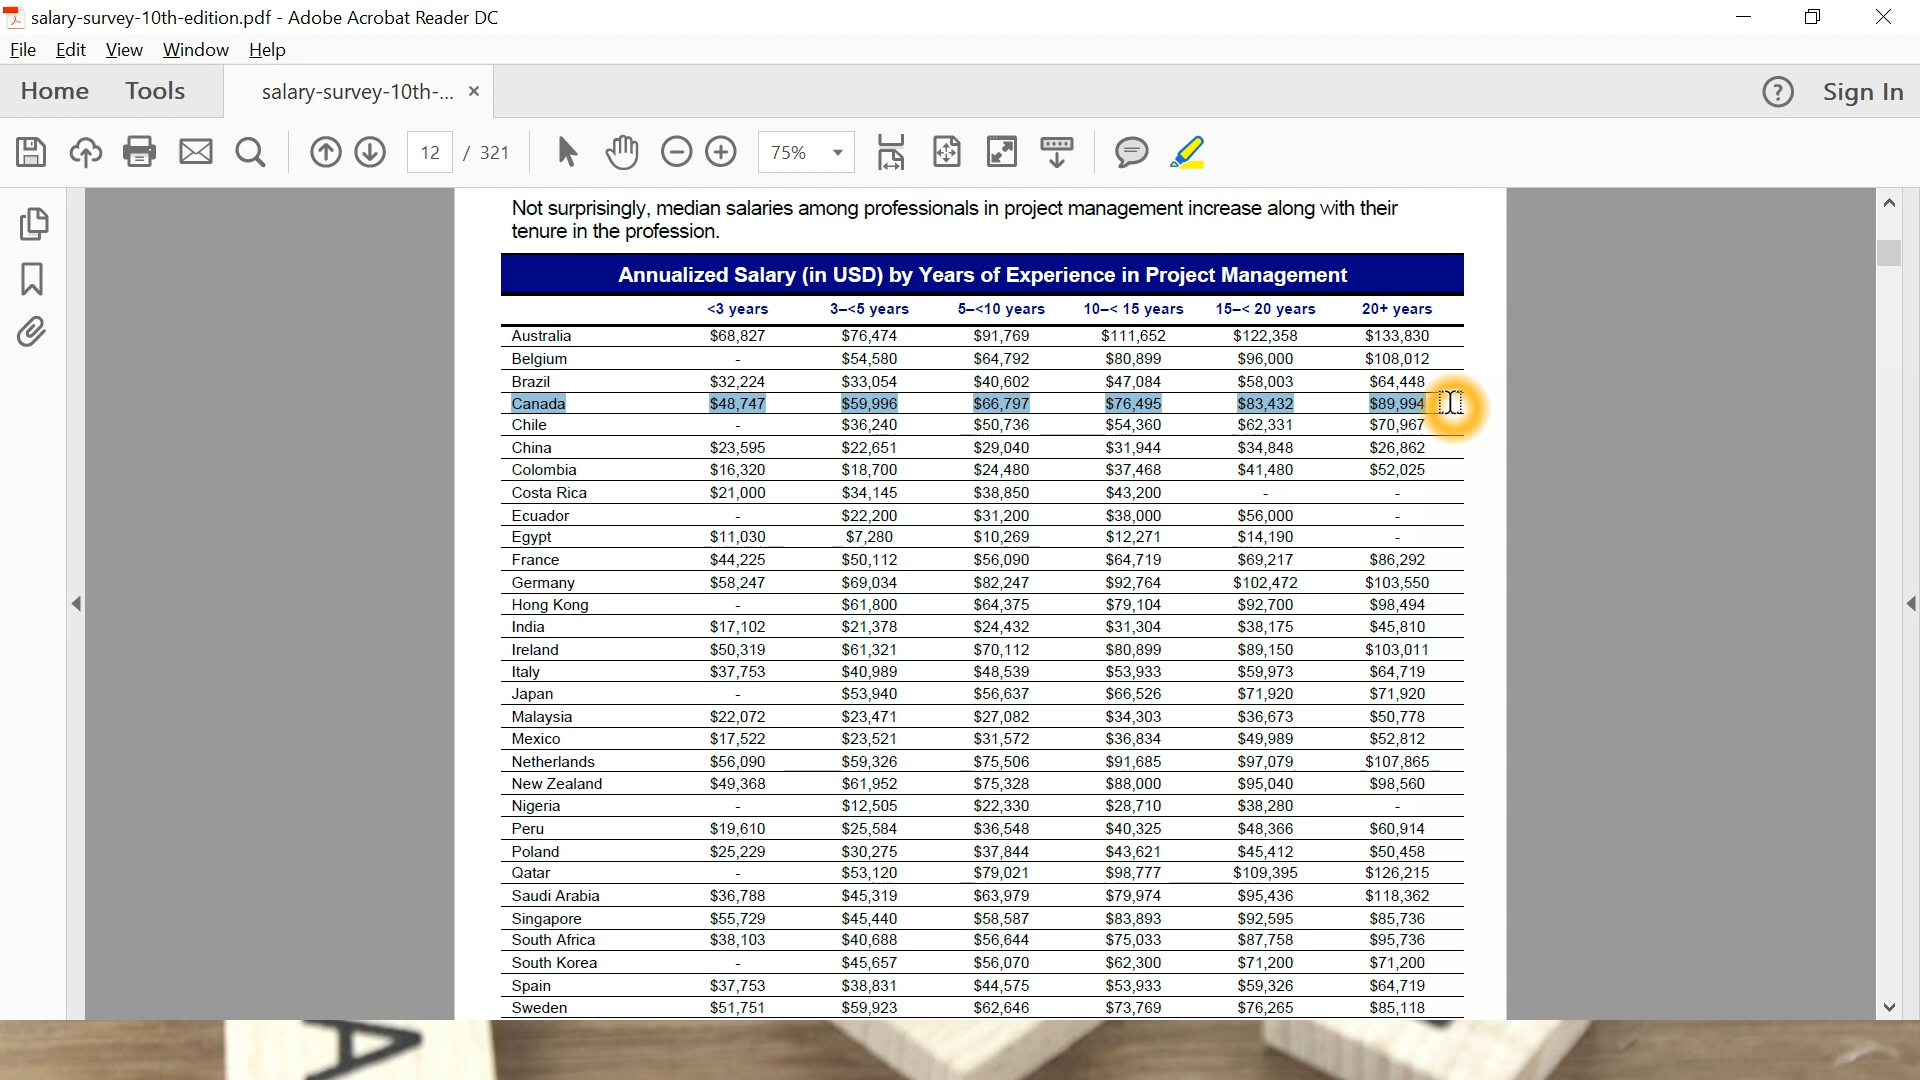 salary-survey-10th-edition.pdf - Adobe Acrobat Reader DC
File Edit View Window Help
Home Tools salary-survey-10th-... × ? Sign In
12 / 321 75%
Not surprisingly, median salaries among professionals in project management increase along with their
tenure in the profession.
Annualized Salary (in USD) by Years of Experience in Project Management
<3 years 3–<5 years 5–<10 years 10–< 15 years 15–< 20 years 20+ years
Australia $68,827 $76,474 $91,769 $111,652 $122,358 $133,830
Belgium - $54,580 $64,792 $80,899 $96,000 $108,012
Brazil $32,224 $33,054 $40,602 $47,084 $58,003 $64,448
Canada $48,747 $59,996 $66,797 $76,495 $83,432 $89,994
Chile - $36,240 $50,736 $54,360 $62,331 $70,967
China $23,595 $22,651 $29,040 $31,944 $34,848 $26,862
Colombia $16,320 $18,700 $24,480 $37,468 $41,480 $52,025
Costa Rica $21,000 $34,145 $38,850 $43,200 - -
Ecuador - $22,200 $31,200 $38,000 $56,000 -
Egypt $11,030 $7,280 $10,269 $12,271 $14,190 -
France $44,225 $50,112 $56,090 $64,719 $69,217 $86,292
Germany $58,247 $69,034 $82,247 $92,764 $102,472 $103,550
Hong Kong - $61,800 $64,375 $79,104 $92,700 $98,494
India $17,102 $21,378 $24,432 $31,304 $38,175 $45,810
Ireland $50,319 $61,321 $70,112 $80,899 $89,150 $103,011
Italy $37,753 $40,989 $48,539 $53,933 $59,973 $64,719
Japan - $53,940 $56,637 $66,526 $71,920 $71,920
Malaysia $22,072 $23,471 $27,082 $34,303 $36,673 $50,778
Mexico $17,522 $23,521 $31,572 $36,834 $49,989 $52,812
Netherlands $56,090 $59,326 $75,506 $91,685 $97,079 $107,865
New Zealand $49,368 $61,952 $75,328 $88,000 $95,040 $98,560
Nigeria - $12,505 $22,330 $28,710 $38,280 -
Peru $19,610 $25,584 $36,548 $40,325 $48,366 $60,914
Poland $25,229 $30,275 $37,844 $43,621 $45,412 $50,458
Qatar - $53,120 $79,021 $98,777 $109,395 $126,215
Saudi Arabia $36,788 $45,319 $63,979 $79,974 $95,436 $118,362
Singapore $55,729 $45,440 $58,587 $83,893 $92,595 $85,736
South Africa $38,103 $40,688 $56,644 $75,033 $87,758 $95,736
South Korea - $45,657 $56,070 $62,300 $71,200 $71,200
Spain $37,753 $38,831 $44,575 $53,933 $59,326 $64,719
Sweden $51,751 $59,923 $62,646 $73,769 $76,265 $85,118
A